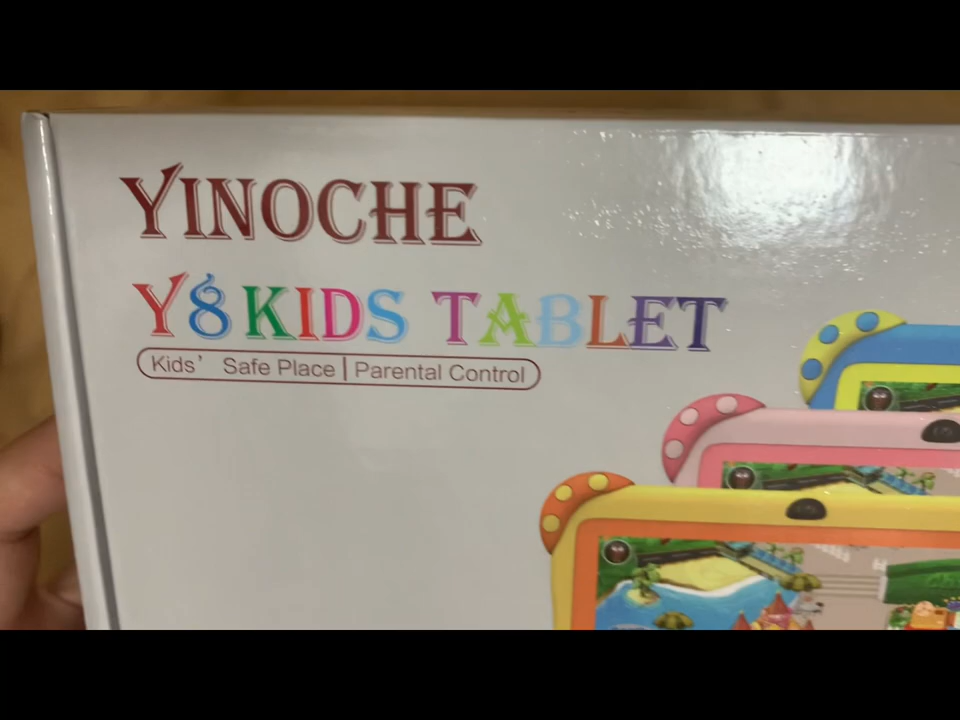 YINOCHE
Y8 KIDS TABLET
Kids’ Safe Place | Parental Control